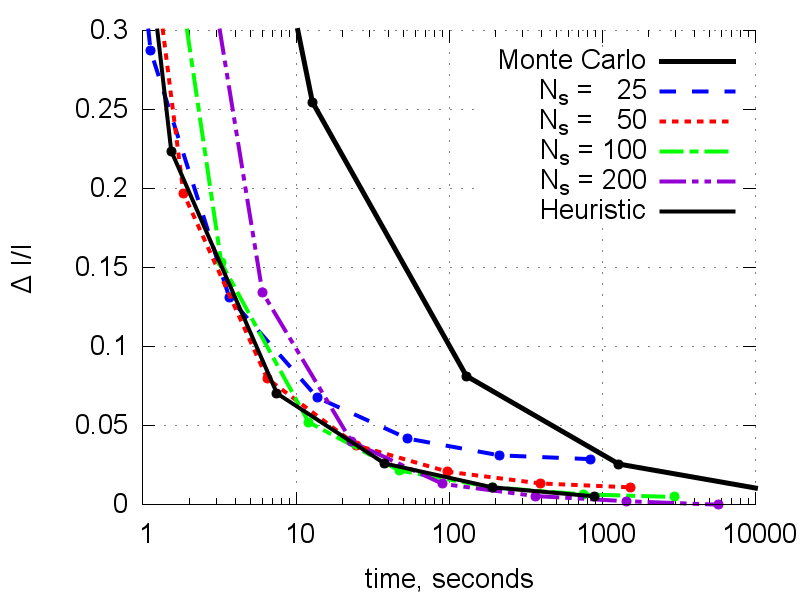 0.3
0.25
0.2
0.15
0.1
0.05
0
Δ I/I
Monte Carlo
Ns = 25
Ns = 50
Ns = 100
Ns = 200
Heuristic
1 10 100 1000 10000
time, seconds